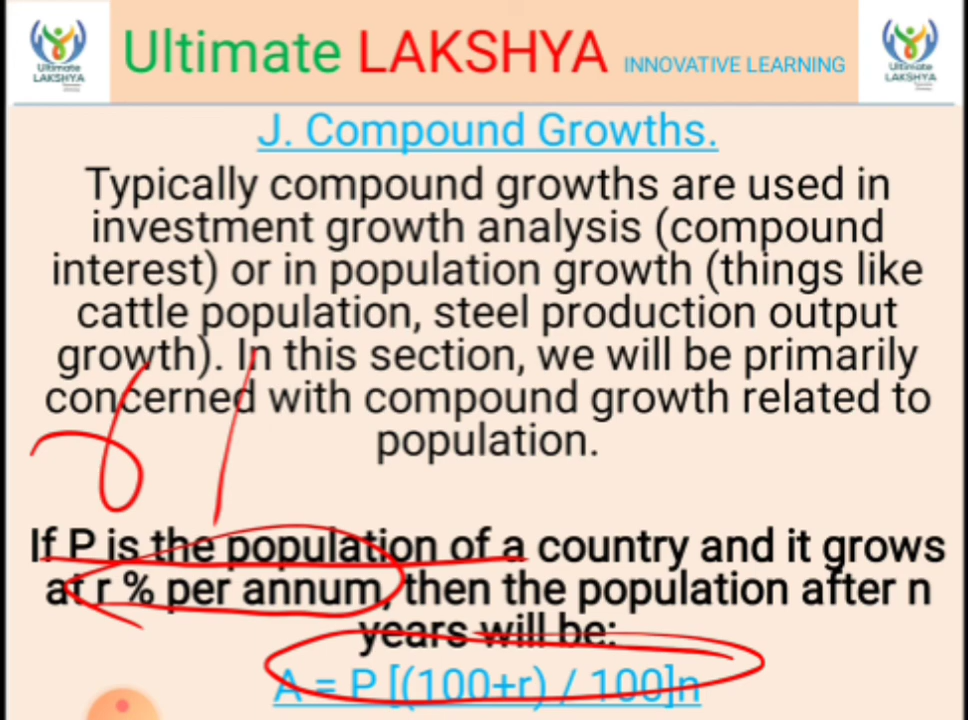 Ultimate LAKSHYA INNOVATIVE LEARNING
Ultimate
LAKSHYA
Ultimate
LAKSHYA
J. Compound Growths.
Typically compound growths are used in
investment growth analysis (compound
interest) or in population growth (things like
cattle population, steel production output
growth). In this section, we will be primarily
concerned with compound growth related to
population.
If P is the population of a country and it grows
at r % per annum, then the population after n
years will be:
A = P [(100+r) / 100]n